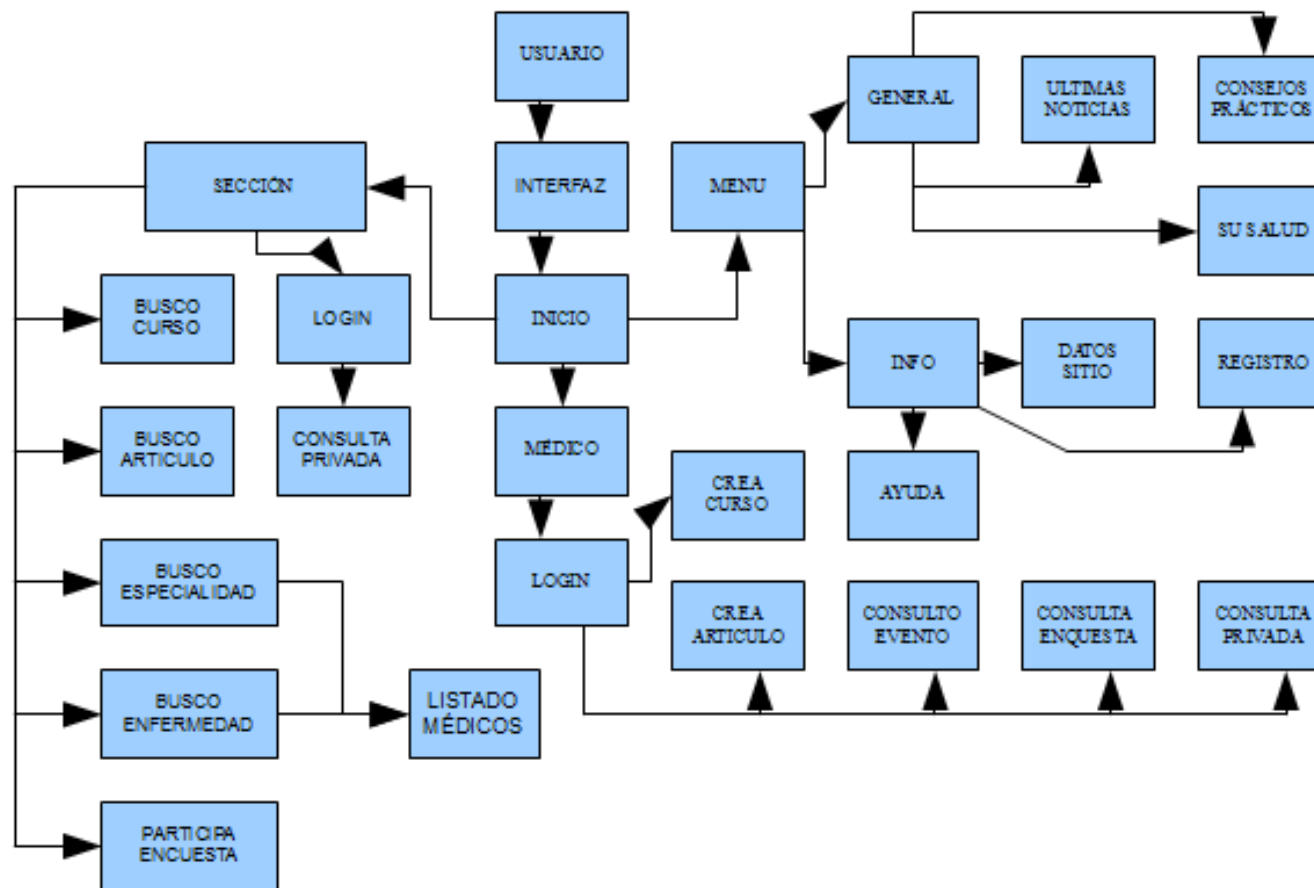 USUARIO
GENERAL
ULTIMAS
NOTICIAS
CONSEJOS
PRÁCTICOS
SECCIÓN
INTERFAZ
MENU
SU SALUD
BUSCO
CURSO
LOGIN
INICIO
INFO
DATOS
SITIO
REGISTRO
BUSCO
ARTICULO
CONSULTA
PRIVADA
MÉDICO
CREA
CURSO
AYUDA
BUSCO
ESPECIALIDAD
LOGIN
CREA
ARTICULO
CONSULTO
EVENTO
CONSULTA
ENQUESTA
CONSULTA
PRIVADA
BUSCO
ENFERMEDAD
LISTADO
MÉDICOS
PARTICIPA
ENCUESTA